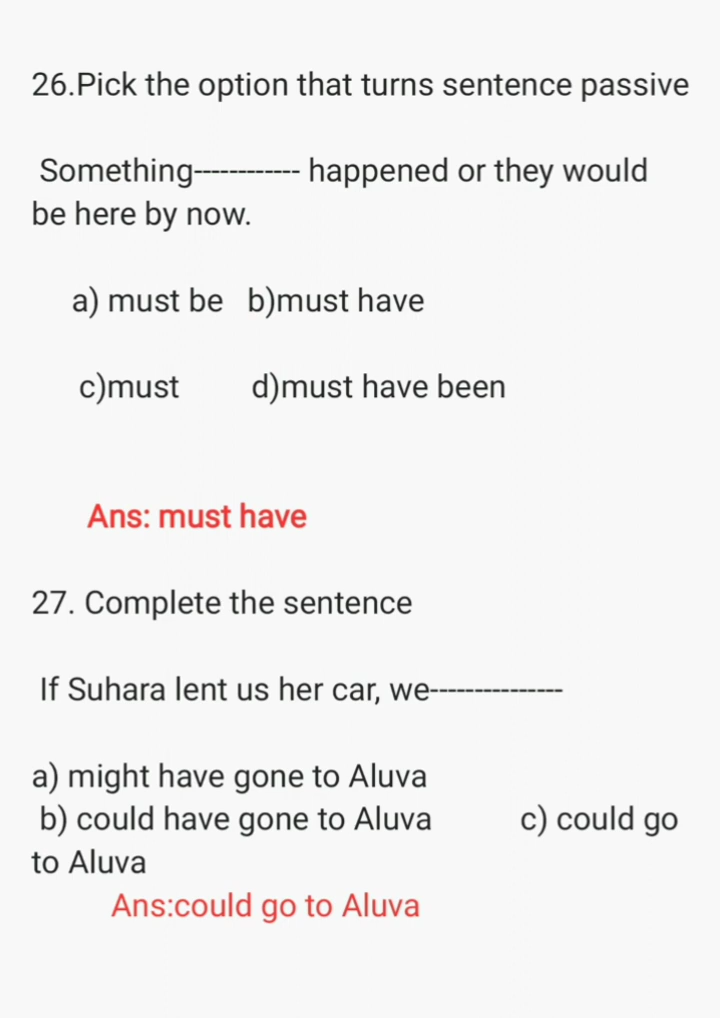 26.Pick the option that turns sentence passive
Something------------ happened or they would
be here by now.
a) must be b)must have
c)must d)must have been
Ans: must have
27. Complete the sentence
If Suhara lent us her car, we---------------
a) might have gone to Aluva
b) could have gone to Aluva c) could go
to Aluva
Ans:could go to Aluva